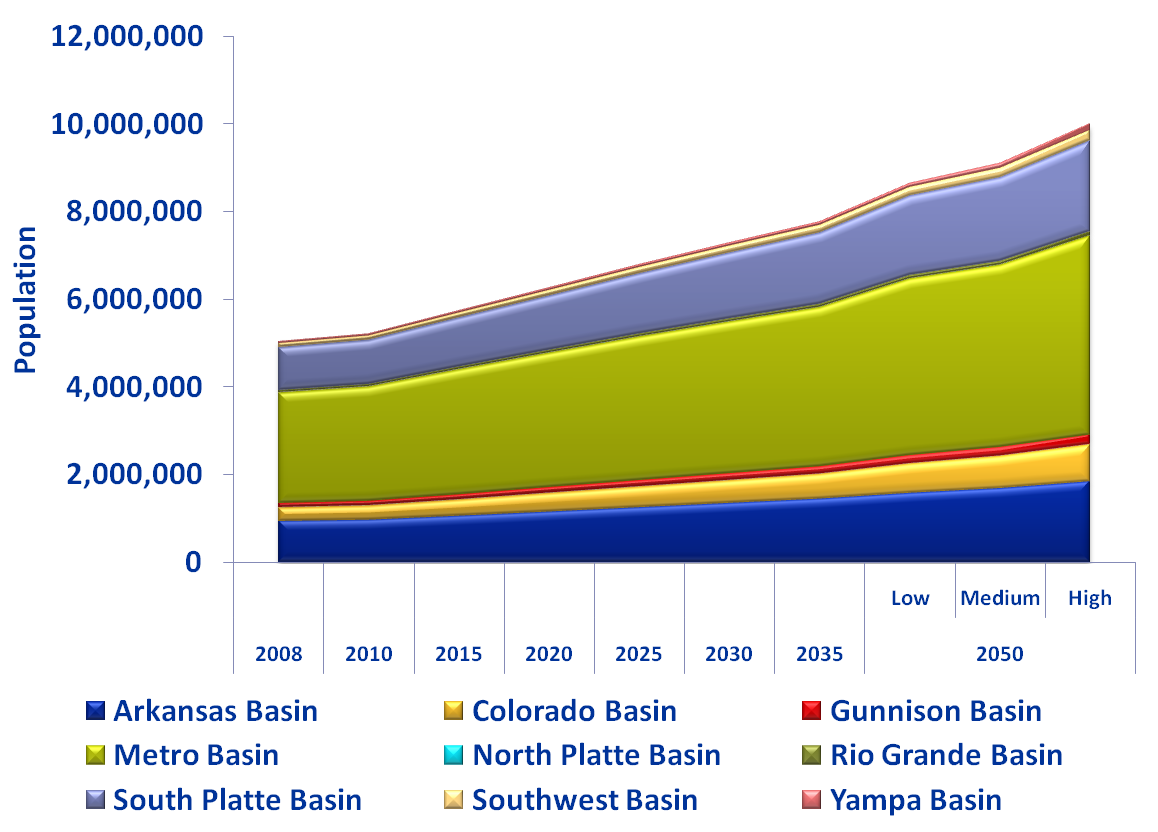 12,000,000
10,000,000
8,000,000
6,000,000
4,000,000
2,000,000
0
Population
Low Medium High
2008 2010 2015 2020 2025 2030 2035 2050
Arkansas Basin Colorado Basin Gunnison Basin
Metro Basin North Platte Basin Rio Grande Basin
South Platte Basin Southwest Basin Yampa Basin